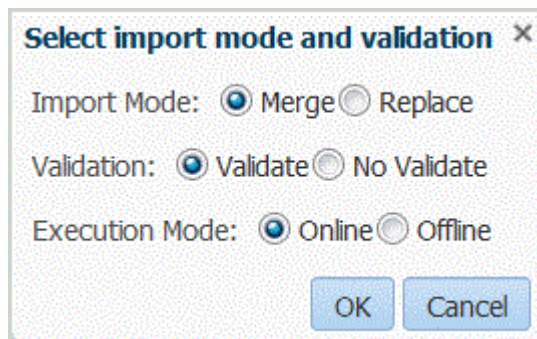 Select import mode and validation ×
Import Mode: Merge Replace
Validation: Validate No Validate
Execution Mode: Online Offline
OK Cancel